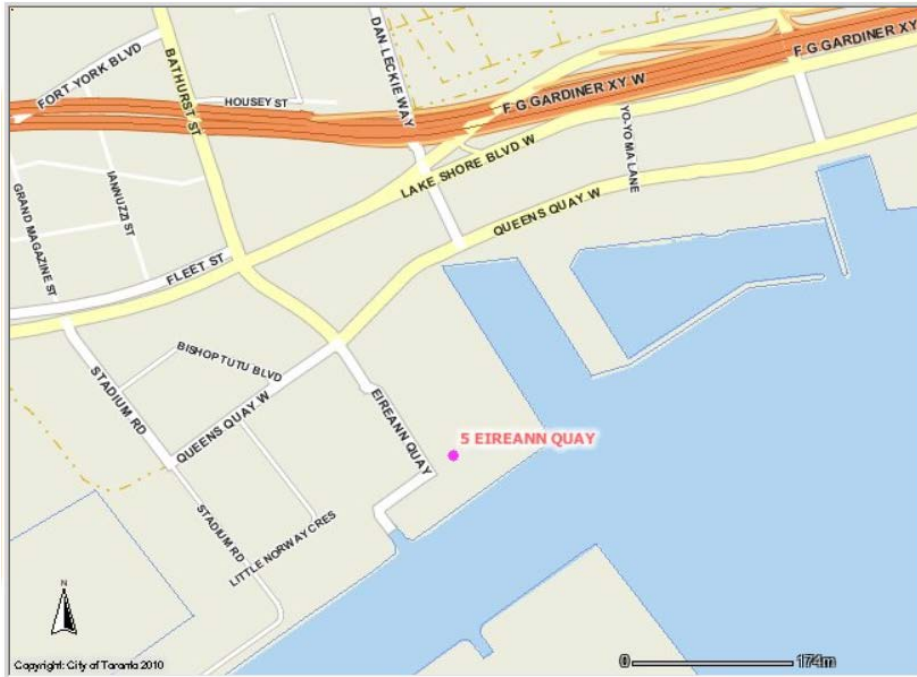 DAN LECKIE WAY
F G GARDINER XY
FORT YORK BLVD
BATHURST ST
HOUSEY ST
F G GARDINER XY W
YO-YO MA LANE
LAKE SHORE BLVD W
GRAND MAGAZINE ST
IANNUZZI ST
QUEENS QUAY W
FLEET ST
BISHOP TUTU BLVD
STADIUM RD
QUEENS QUAY W
EIREANN QUAY
5 EIREANN QUAY
STADIUM RD
LITTLE NORWAY CRES
N
Copyright: City of Toronto 2010
0
174m